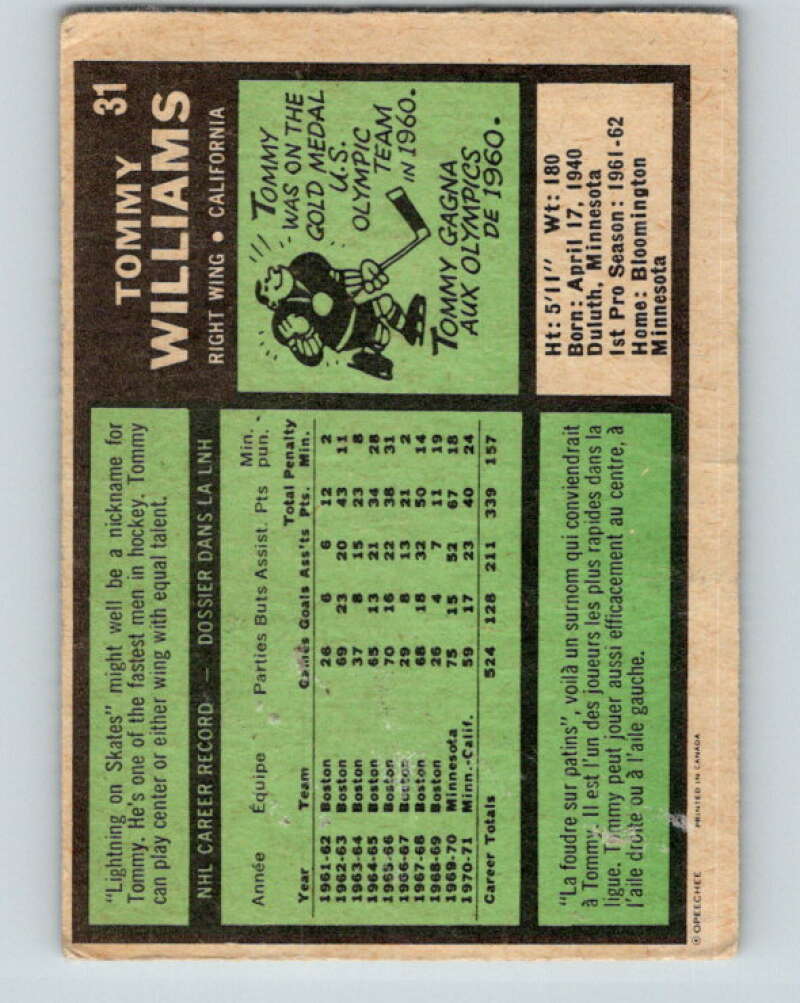 31
TOMMY
WILLIAMS
RIGHT WING • CALIFORNIA
"Lightning on Skates" might well be a nickname for
Tommy. He's one of the fastest men in hockey. Tommy
can play center or either wing with equal talent.
NHL CAREER RECORD — DOSSIER DANS LA LNH
Année Équipe Parties Buts Assist. Pts Min. pun.
Year Team Games Goals Ass'ts Total Pts. Penalty Min.
1961-62 Boston 26 6 6 12 2
1962-63 Boston 69 23 20 43 11
1963-64 Boston 37 8 15 23 8
1964-65 Boston 65 13 21 34 28
1965-66 Boston 70 16 22 38 31
1966-67 Boston 29 8 13 21 2
1967-68 Boston 68 18 32 50 14
1968-69 Boston 26 4 7 11 19
1969-70 Minnesota 75 15 52 67 18
1970-71 Minn.-Calif. 59 17 23 40 24
Career Totals 524 128 211 339 157
TOMMY
WAS ON THE
GOLD MEDAL
U.S.
OLYMPIC
TEAM
IN 1960.
TOMMY GAGNA
AUX OLYMPICS
DE 1960.
Ht: 5'11" Wt: 180
Born: April 17, 1940
Duluth, Minnesota
1st Pro Season: 1961-62
Home: Bloomington
Minnesota
"La foudre sur patins", voilà un surnom qui conviendrait
à Tommy. Il est l'un des joueurs les plus rapides dans la
ligue. Tommy peut jouer aussi efficacement au centre, à
l'aile droite ou à l'aile gauche.
© OPEECHEE PRINTED IN CANADA